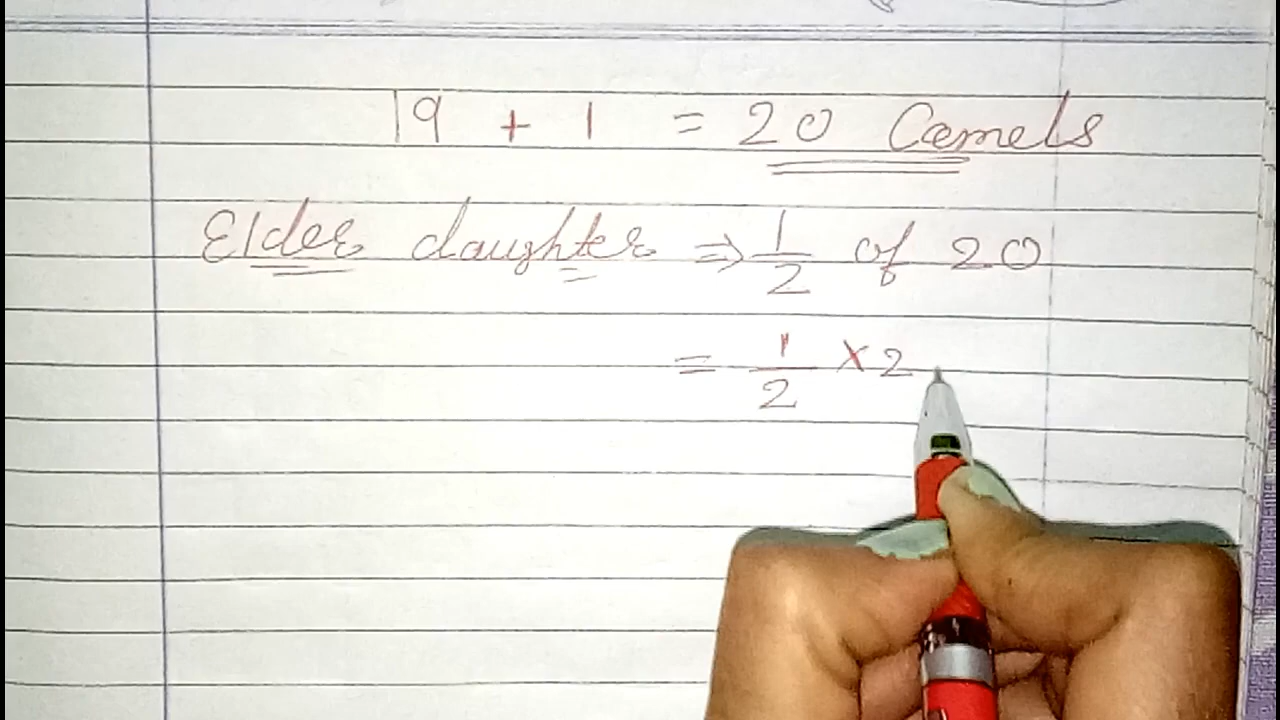 19 + 1 = 20 Camels
Elder daughter ⇒ 1/2 of 20
= 1/2 × 2